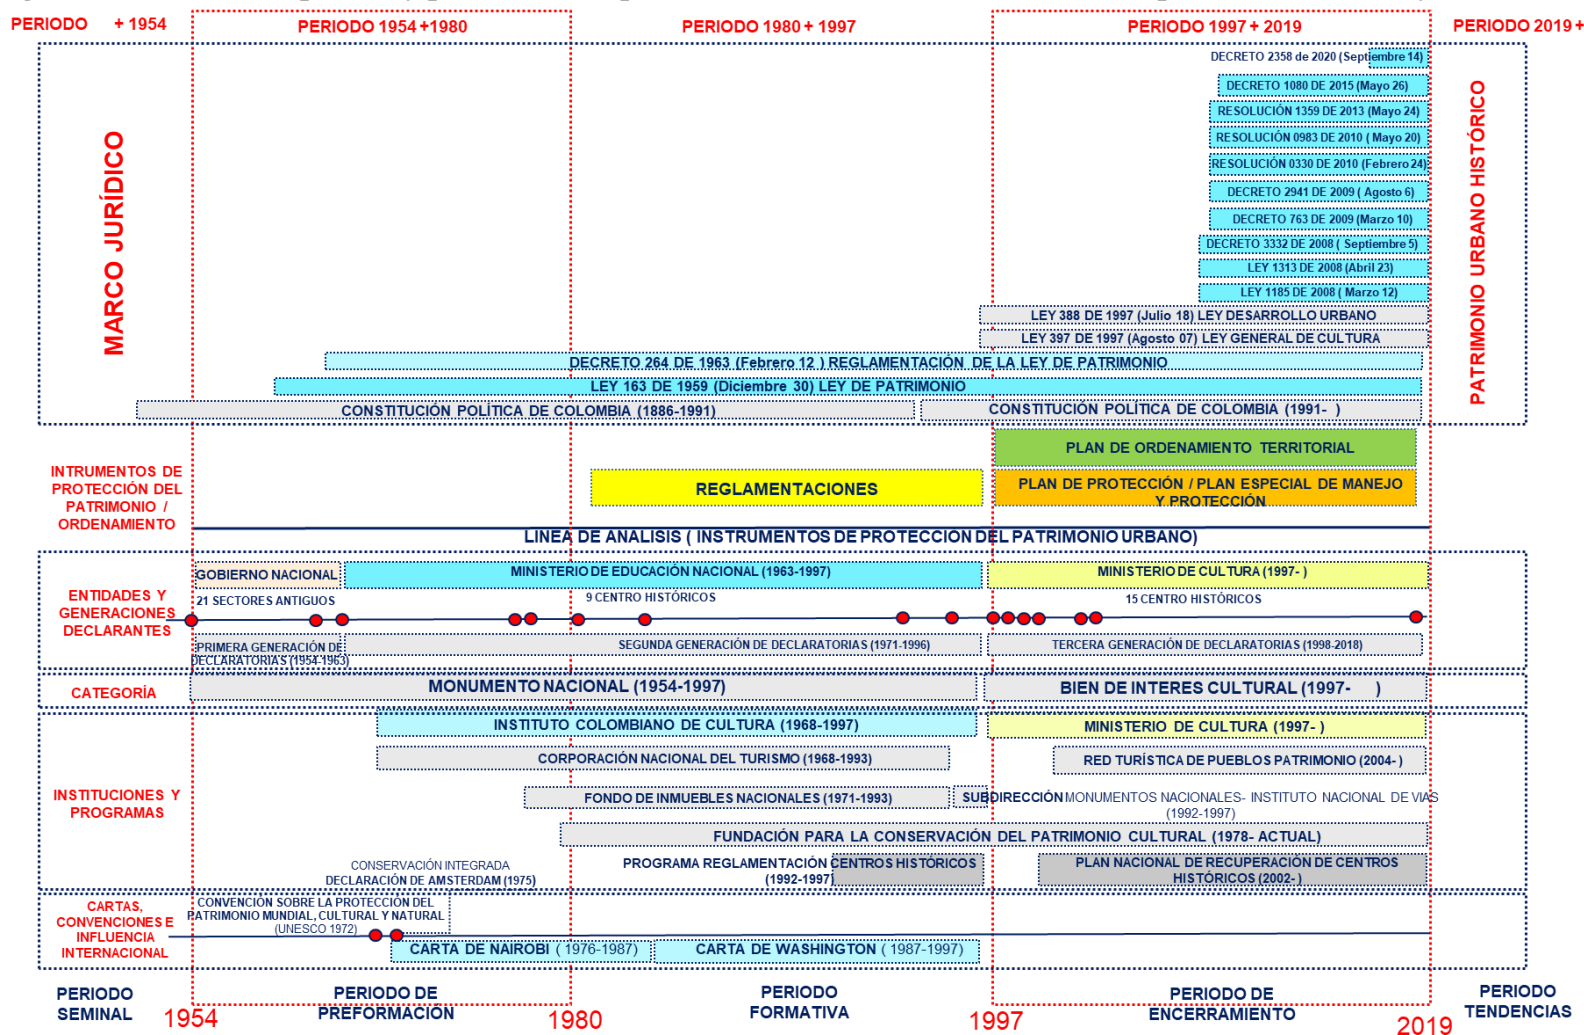 PERIODO + 1954
PERIODO 1954 +1980
PERIODO 1980 + 1997
PERIODO 1997 + 2019
PERIODO 2019 +
MARCO JURÍDICO
DECRETO 2358 de 2020 (Septiembre 14)
DECRETO 1080 DE 2015 (Mayo 26)
RESOLUCIÓN 1359 DE 2013 (Mayo 24)
RESOLUCIÓN 0983 DE 2010 ( Mayo 20)
RESOLUCIÓN 0330 DE 2010 (Febrero 24)
DECRETO 2941 DE 2009 ( Agosto 6)
DECRETO 763 DE 2009 (Marzo 10)
DECRETO 3332 DE 2008 ( Septiembre 5)
LEY 1313 DE 2008 (Abril 23)
LEY 1185 DE 2008 ( Marzo 12)
LEY 388 DE 1997 (Julio 18) LEY DESARROLLO URBANO
LEY 397 DE 1997 (Agosto 07) LEY GENERAL DE CULTURA
DECRETO 264 DE 1963 (Febrero 12 ) REGLAMENTACIÓN DE LA LEY DE PATRIMONIO
LEY 163 DE 1959 (Diciembre 30) LEY DE PATRIMONIO
CONSTITUCIÓN POLÍTICA DE COLOMBIA (1886-1991)
CONSTITUCIÓN POLÍTICA DE COLOMBIA (1991- )
PATRIMONIO URBANO HISTÓRICO
INTRUMENTOS DE
PROTECCIÓN DEL
PATRIMONIO /
ORDENAMIENTO
PLAN DE ORDENAMIENTO TERRITORIAL
REGLAMENTACIONES
PLAN DE PROTECCIÓN / PLAN ESPECIAL DE MANEJO
Y PROTECCIÓN
LINEA DE ANALISIS ( INSTRUMENTOS DE PROTECCION DEL PATRIMONIO URBANO)
ENTIDADES Y
GENERACIONES
DECLARANTES
GOBIERNO NACIONAL
MINISTERIO DE EDUCACIÓN NACIONAL (1963-1997)
MINISTERIO DE CULTURA (1997- )
21 SECTORES ANTIGUOS
9 CENTRO HISTÓRICOS
15 CENTRO HISTÓRICOS
PRIMERA GENERACIÓN DE
DECLARATORIAS (1954-1963)
SEGUNDA GENERACIÓN DE DECLARATORIAS (1971-1996)
TERCERA GENERACIÓN DE DECLARATORIAS (1998-2018)
CATEGORÍA
MONUMENTO NACIONAL (1954-1997)
BIEN DE INTERES CULTURAL (1997- )
INSTITUCIONES Y
PROGRAMAS
INSTITUTO COLOMBIANO DE CULTURA (1968-1997)
MINISTERIO DE CULTURA (1997- )
CORPORACIÓN NACIONAL DEL TURISMO (1968-1993)
RED TURÍSTICA DE PUEBLOS PATRIMONIO (2004- )
FONDO DE INMUEBLES NACIONALES (1971-1993)
SUBDIRECCIÓN MONUMENTOS NACIONALES- INSTITUTO NACIONAL DE VIAS
(1992-1997)
FUNDACIÓN PARA LA CONSERVACIÓN DEL PATRIMONIO CULTURAL (1978- ACTUAL)
PROGRAMA REGLAMENTACIÓN CENTROS HISTÓRICOS
(1992-1997)
PLAN NACIONAL DE RECUPERACIÓN DE CENTROS
HISTÓRICOS (2002- )
CONSERVACIÓN INTEGRADA
DECLARACIÓN DE AMSTERDAM (1975)
CARTAS,
CONVENCIONES E
INFLUENCIA
INTERNACIONAL
CONVENCIÓN SOBRE LA PROTECCIÓN DEL
PATRIMONIO MUNDIAL, CULTURAL Y NATURAL
(UNESCO 1972)
CARTA DE NAIROBI ( 1976-1987)
CARTA DE WASHINGTON ( 1987-1997)
PERIODO
SEMINAL
PERIODO DE
PREFORMACIÓN
PERIODO
FORMATIVA
PERIODO DE
ENCERRAMIENTO
PERIODO
TENDENCIAS
1954
1980
1997
2019